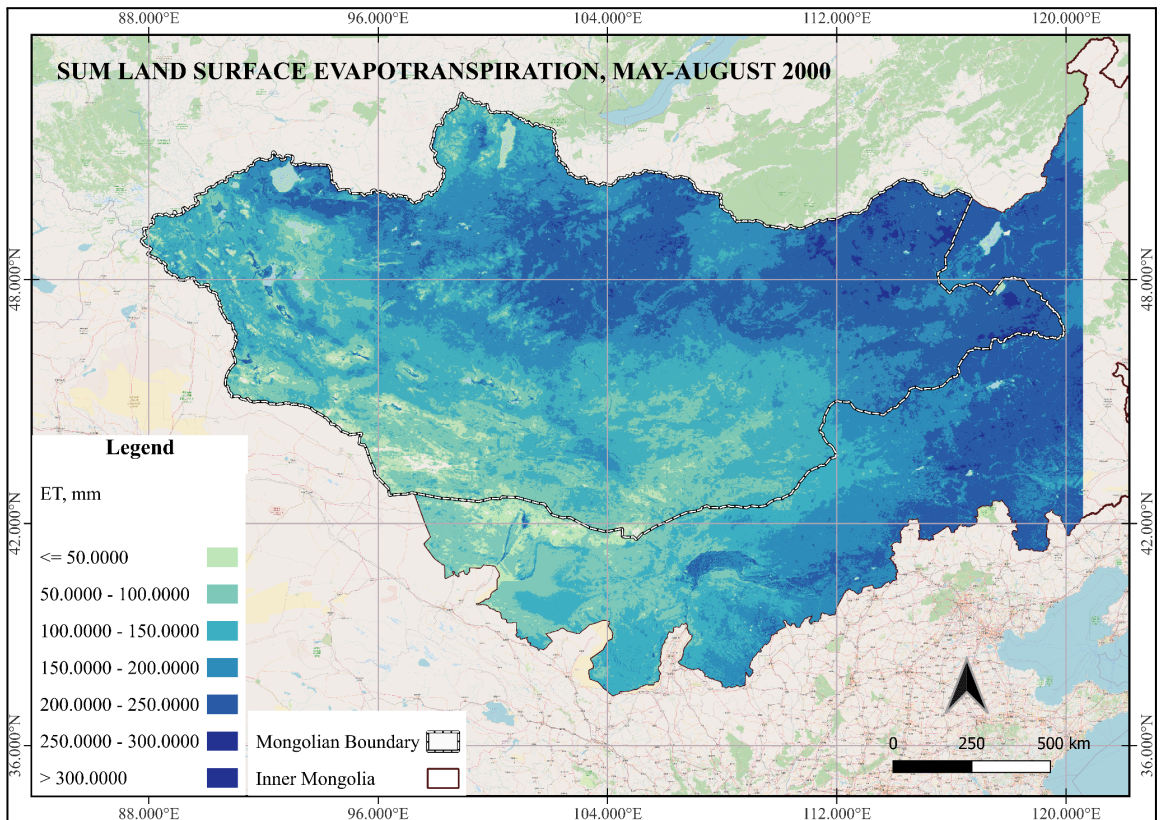 88.000°E 96.000°E 104.000°E 112.000°E 120.000°E
SUM LAND SURFACE EVAPOTRANSPIRATION, MAY-AUGUST 2000
48.000°N 48.000°N
42.000°N 42.000°N
36.000°N 36.000°N
Legend
ET, mm
<= 50.0000
50.0000 - 100.0000
100.0000 - 150.0000
150.0000 - 200.0000
200.0000 - 250.0000
250.0000 - 300.0000
> 300.0000
Mongolian Boundary
Inner Mongolia
0 250 500 km
88.000°E 96.000°E 104.000°E 112.000°E 120.000°E